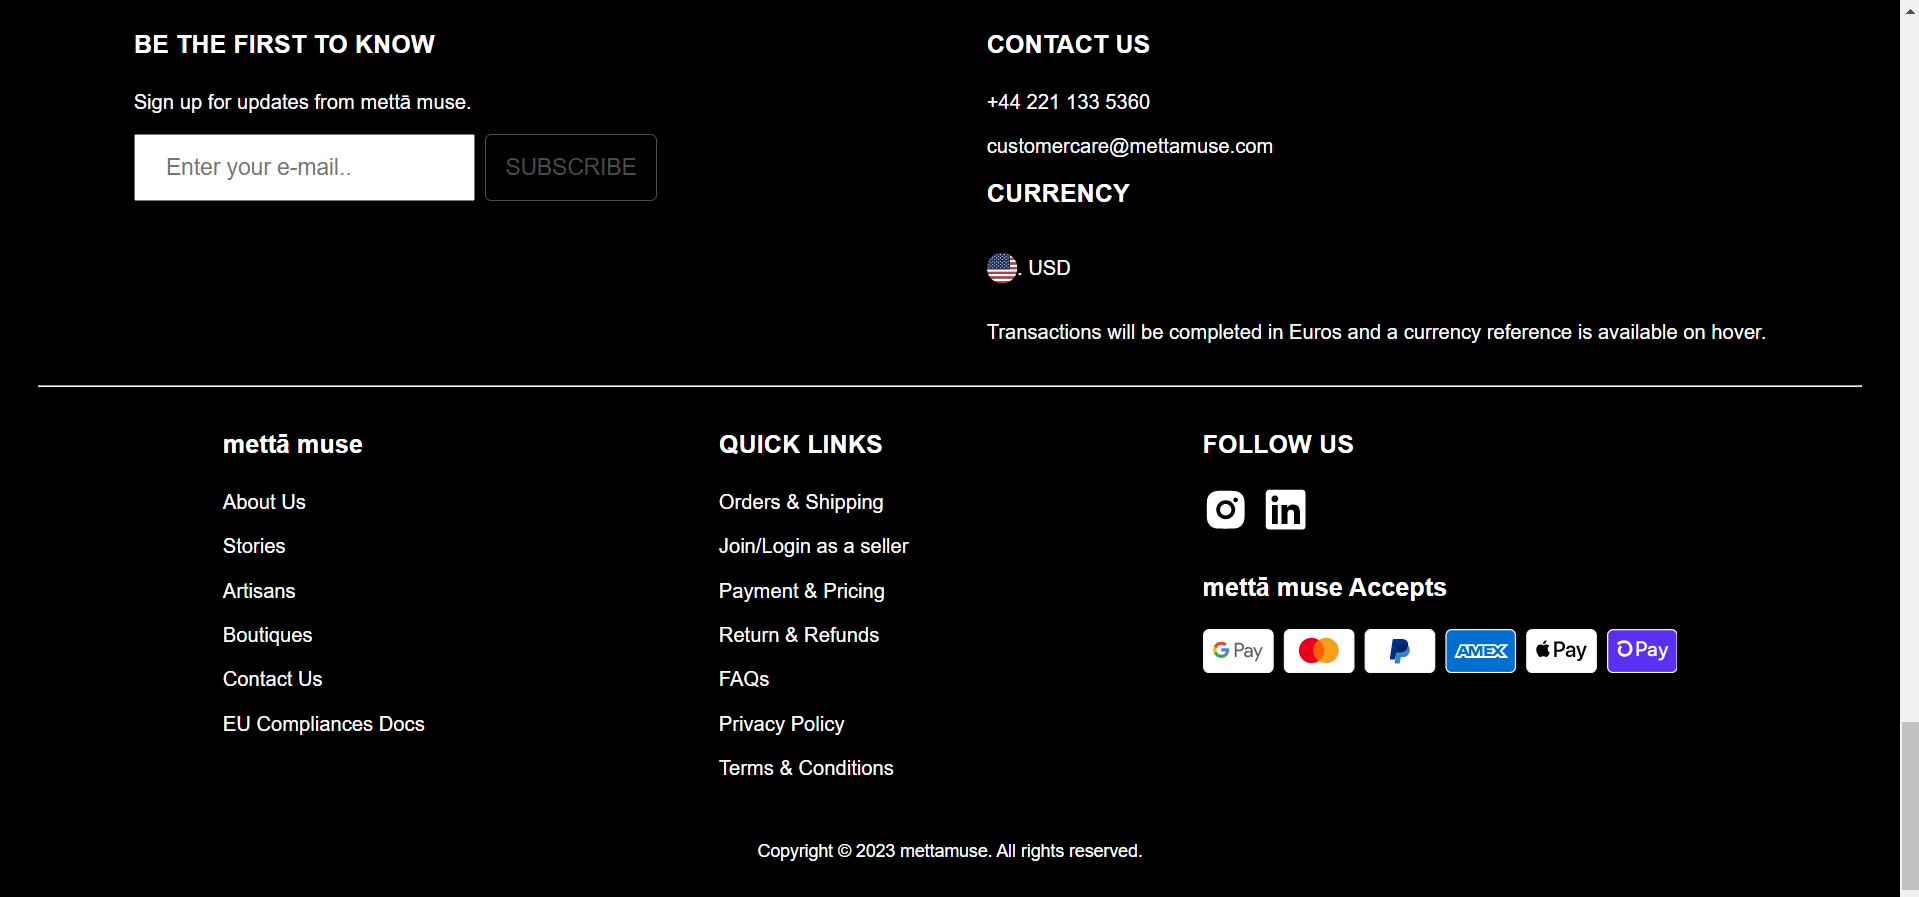 BE THE FIRST TO KNOW
Sign up for updates from mettā muse.
Enter your e-mail..
SUBSCRIBE
CONTACT US
+44 221 133 5360
customercare@mettamuse.com
CURRENCY
. USD
Transactions will be completed in Euros and a currency reference is available on hover.
mettā muse
About Us
Stories
Artisans
Boutiques
Contact Us
EU Compliances Docs
QUICK LINKS
Orders & Shipping
Join/Login as a seller
Payment & Pricing
Return & Refunds
FAQs
Privacy Policy
Terms & Conditions
FOLLOW US
in
mettā muse Accepts
G Pay
AMEX
Pay
Pay
Copyright © 2023 mettamuse. All rights reserved.